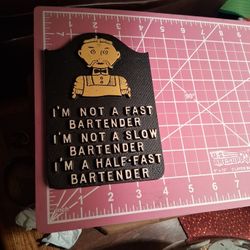 I'M NOT A FAST
BARTENDER
I'M NOT A SLOW
BARTENDER
I'M A HALF-FAST
BARTENDER